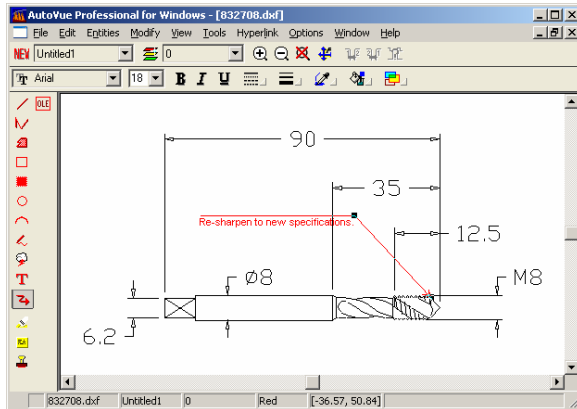 AutoVue Professional for Windows - [832708.dxf]
File Edit Entities Modify View Tools Hyperlink Options Window Help
NEW Untitled1 0
Tr Arial 18 B I U
OLE
90
35
Re-sharpen to new specifications.
12.5
Ø8
M8
6.2
T
832708.dxf Untitled1 0 Red [-36.57, 50.84]